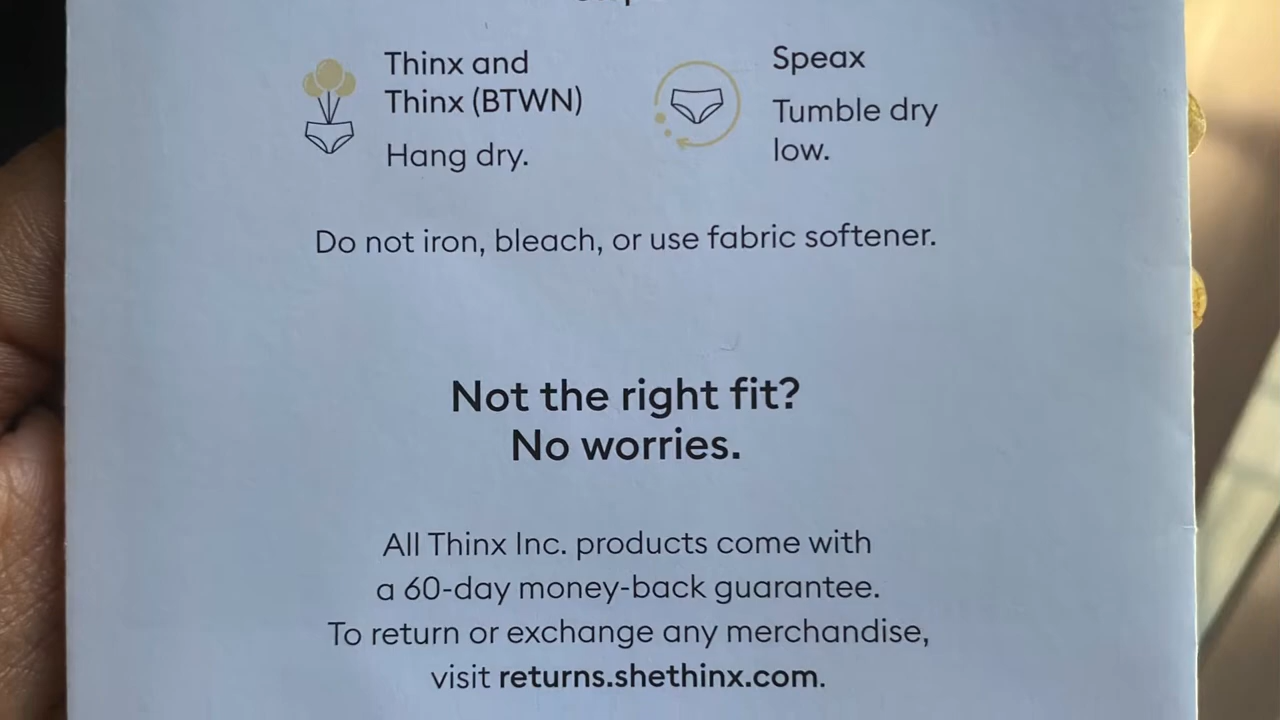 Thinx and
Thinx (BTWN)
Hang dry.
Speax
Tumble dry
low.
Do not iron, bleach, or use fabric softener.
Not the right fit?
No worries.
All Thinx Inc. products come with
a 60-day money-back guarantee.
To return or exchange any merchandise,
visit returns.shethinx.com.